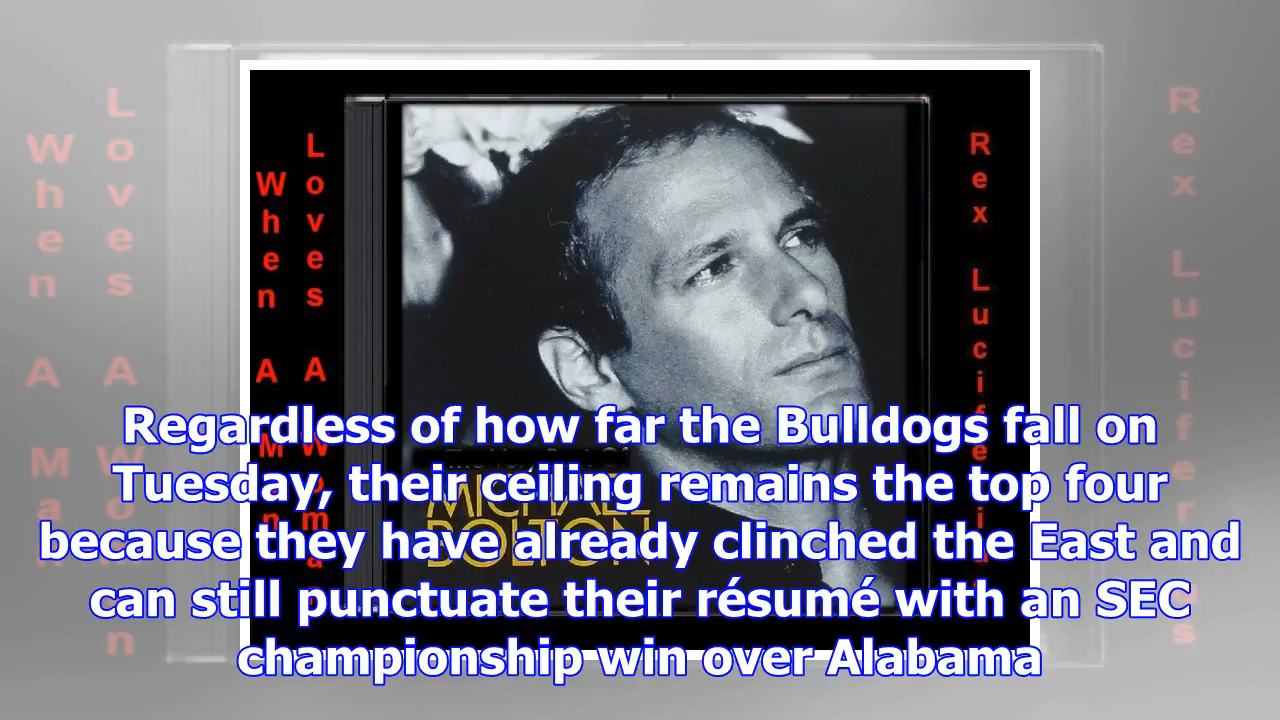 When A Man
Loves A Woman
Rex Lucifer
MICHAEL
BOLTON
Regardless of how far the Bulldogs fall on
Tuesday, their ceiling remains the top four
because they have already clinched the East and
can still punctuate their résumé with an SEC
championship win over Alabama